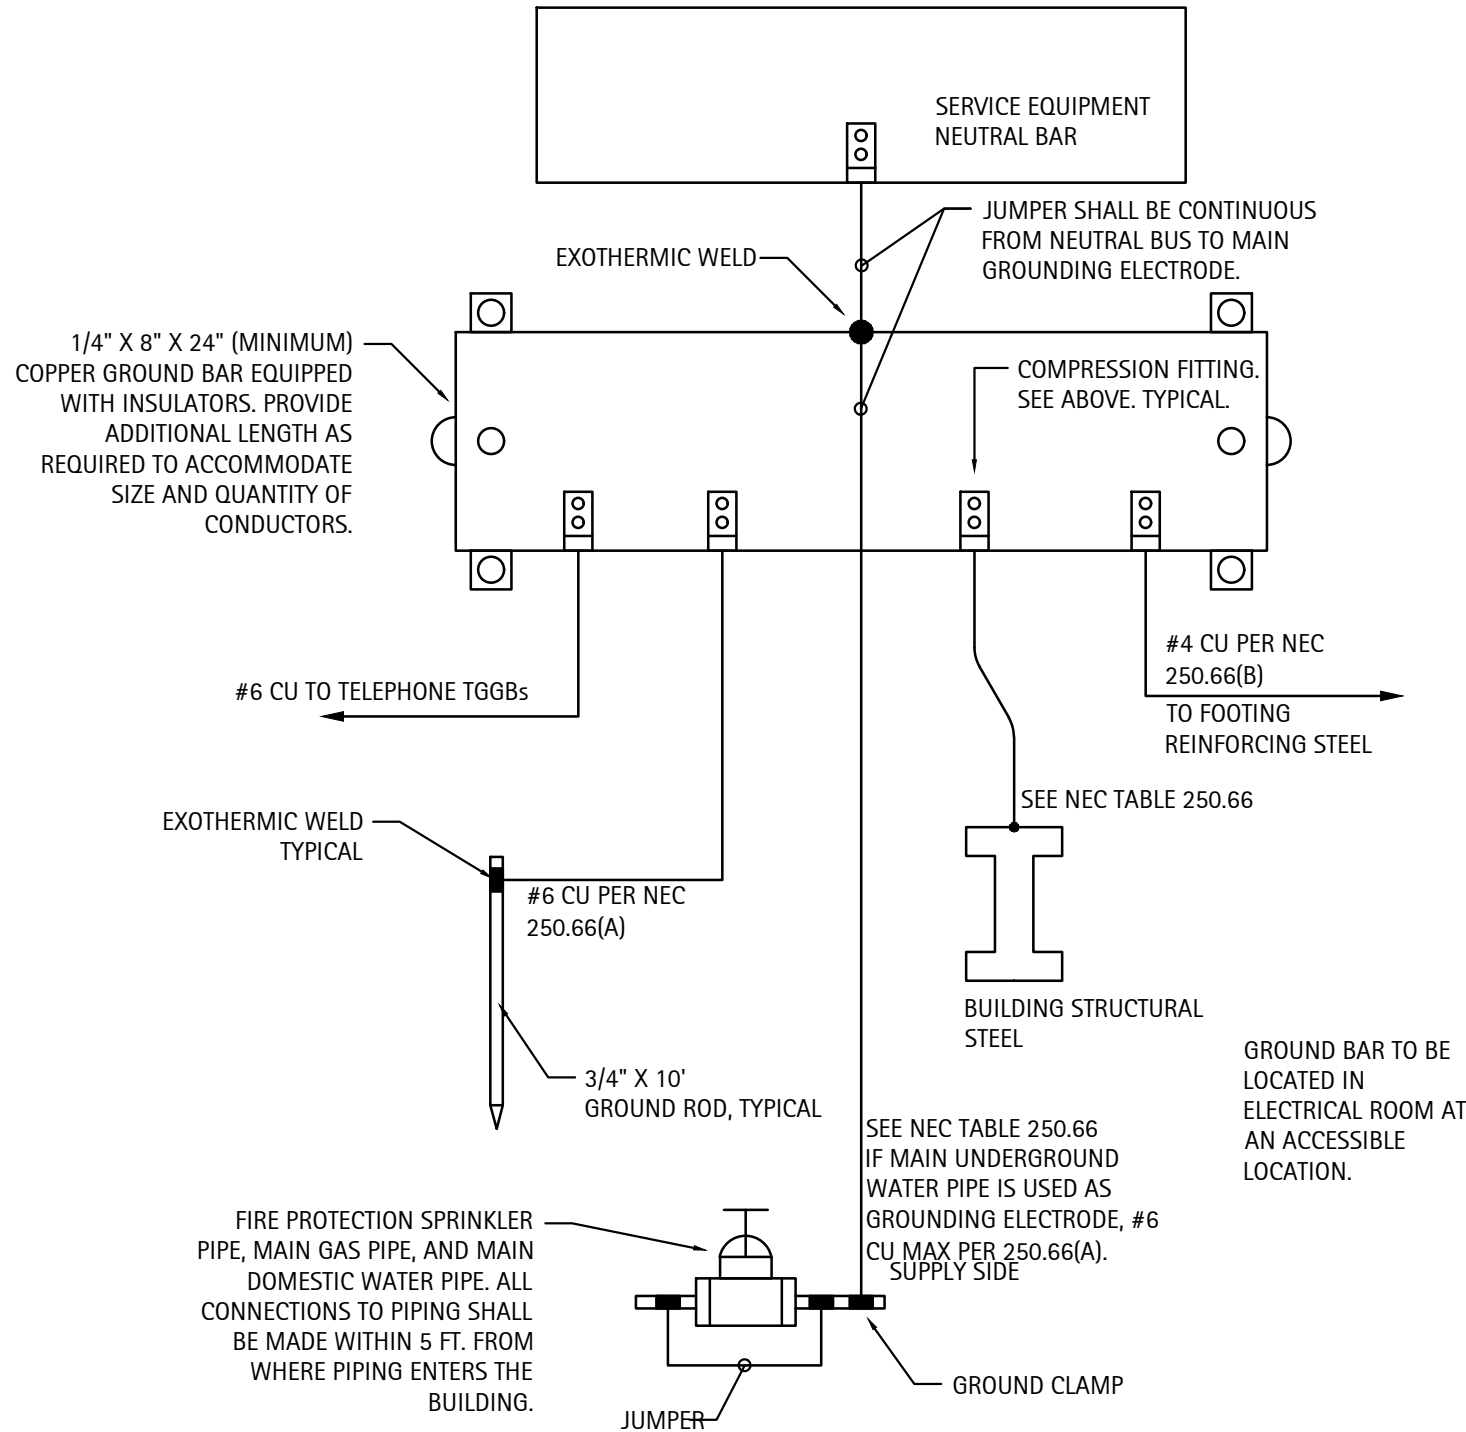 SERVICE EQUIPMENT
NEUTRAL BAR
JUMPER SHALL BE CONTINUOUS
FROM NEUTRAL BUS TO MAIN
GROUNDING ELECTRODE.
EXOTHERMIC WELD
1/4" X 8" X 24" (MINIMUM)
COPPER GROUND BAR EQUIPPED
WITH INSULATORS. PROVIDE
ADDITIONAL LENGTH AS
REQUIRED TO ACCOMMODATE
SIZE AND QUANTITY OF
CONDUCTORS.
COMPRESSION FITTING.
SEE ABOVE. TYPICAL.
#6 CU TO TELEPHONE TGGBs
#4 CU PER NEC
250.66(B)
TO FOOTING
REINFORCING STEEL
SEE NEC TABLE 250.66
EXOTHERMIC WELD
TYPICAL
#6 CU PER NEC
250.66(A)
BUILDING STRUCTURAL
STEEL
3/4" X 10'
GROUND ROD, TYPICAL
GROUND BAR TO BE
LOCATED IN
ELECTRICAL ROOM AT
AN ACCESSIBLE
LOCATION.
SEE NEC TABLE 250.66
IF MAIN UNDERGROUND
WATER PIPE IS USED AS
GROUNDING ELECTRODE, #6
CU MAX PER 250.66(A).
SUPPLY SIDE
FIRE PROTECTION SPRINKLER
PIPE, MAIN GAS PIPE, AND MAIN
DOMESTIC WATER PIPE. ALL
CONNECTIONS TO PIPING SHALL
BE MADE WITHIN 5 FT. FROM
WHERE PIPING ENTERS THE
BUILDING.
GROUND CLAMP
JUMPER